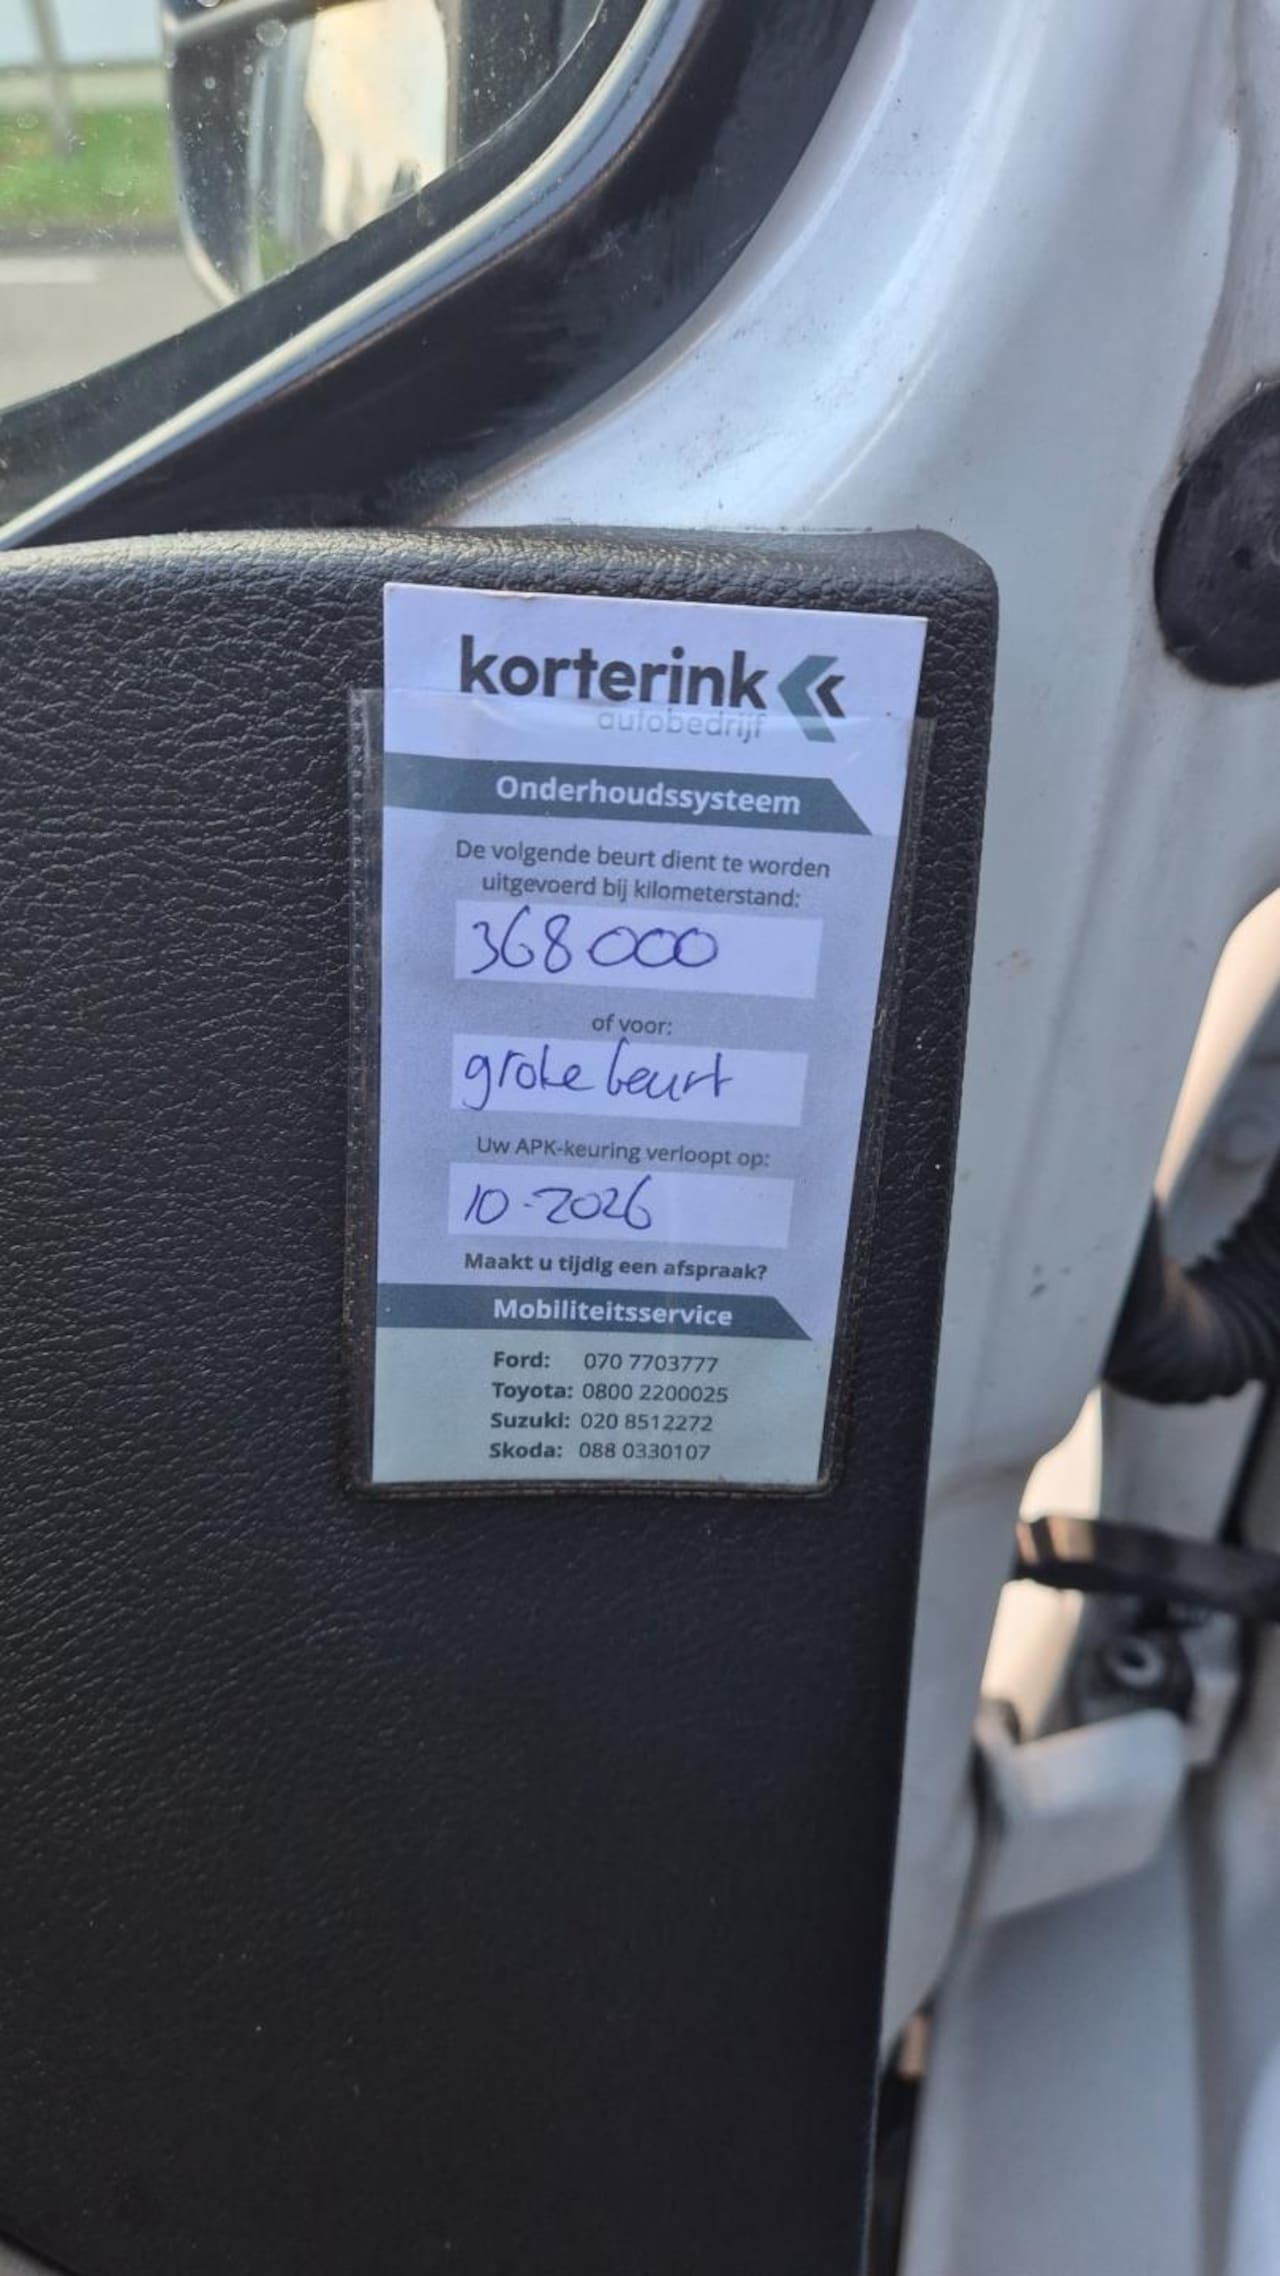 korterink
autobedrijf
Onderhoudssysteem
De volgende beurt dient te worden
uitgevoerd bij kilometerstand:
368000
of voor:
grote beurt
Uw APK-keuring verloopt op:
10-2026
Maakt u tijdig een afspraak?
Mobiliteitsservice
Ford: 070 7703777
Toyota: 0800 2200025
Suzuki: 020 8512272
Skoda: 088 0330107